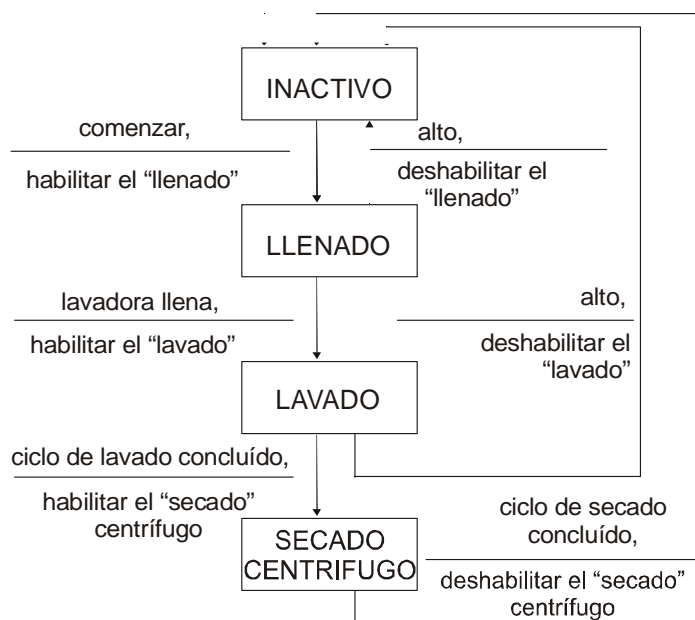 INACTIVO
comenzar,
habilitar el “llenado”
alto,
deshabilitar el
“llenado”
LLENADO
lavadora llena,
habilitar el “lavado”
alto,
deshabilitar el
“lavado”
LAVADO
ciclo de lavado concluído,
habilitar el “secado”
centrífugo
SECADO
CENTRIFUGO
ciclo de secado
concluído,
deshabilitar el “secado”
centrífugo